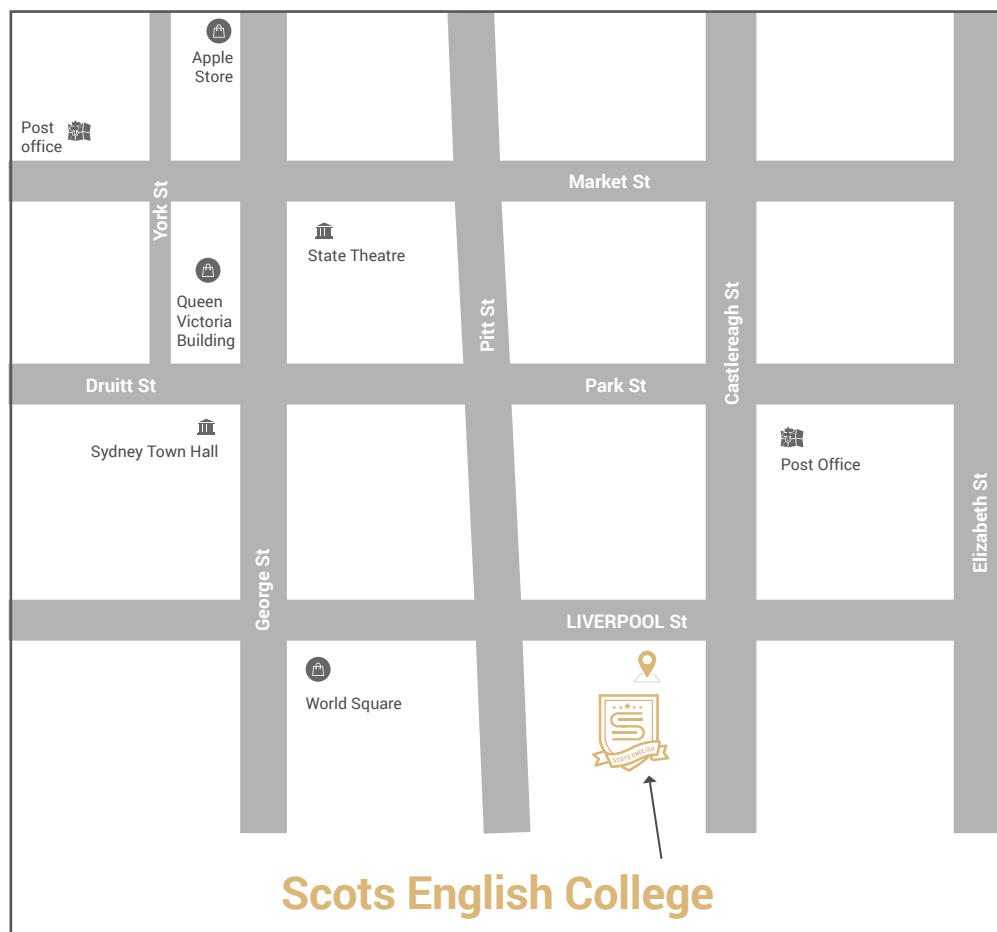 Apple
Store
Post
office
Market St
York St
State Theatre
Queen
Victoria
Building
Pitt St
Castlereagh St
Druitt St
Park St
Sydney Town Hall
Post Office
Elizabeth St
George St
LIVERPOOL St
World Square
SCOTS ENGLISH
Scots English College